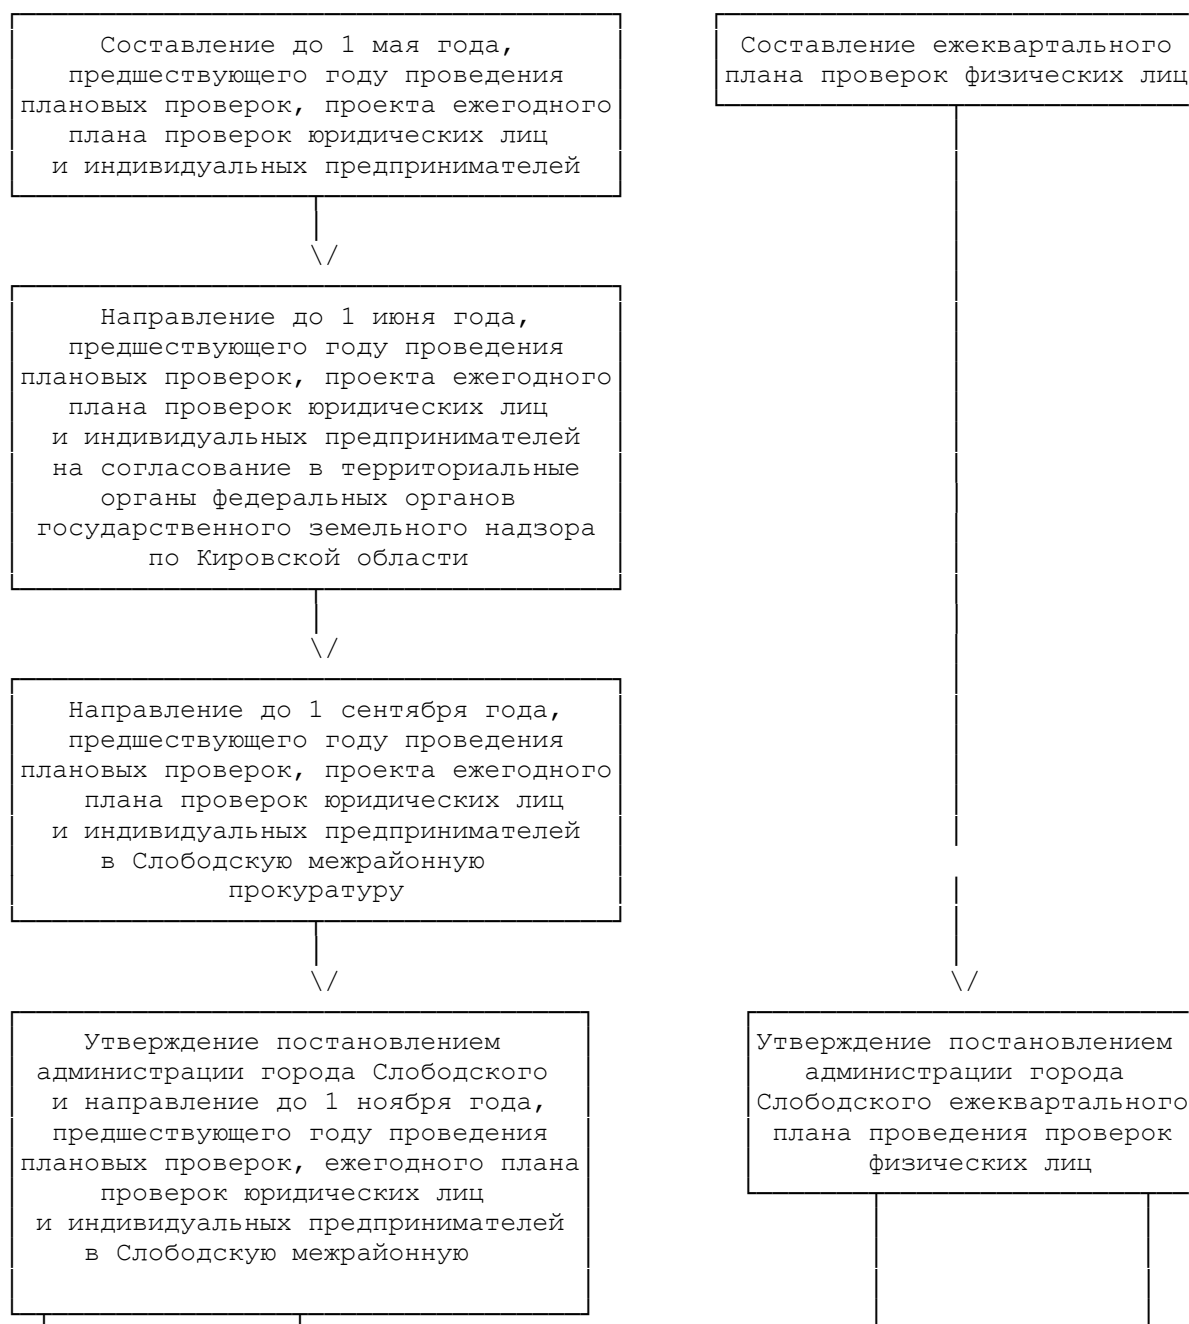 Составление до 1 мая года,
предшествующего году проведения
плановых проверок, проекта ежегодного
плана проверок юридических лиц
и индивидуальных предпринимателей
Составление ежеквартального
плана проверок физических лиц
Направление до 1 июня года,
предшествующего году проведения
плановых проверок, проекта ежегодного
плана проверок юридических лиц
и индивидуальных предпринимателей
на согласование в территориальные
органы федеральных органов
государственного земельного надзора
по Кировской области
Направление до 1 сентября года,
предшествующего году проведения
плановых проверок, проекта ежегодного
плана проверок юридических лиц
и индивидуальных предпринимателей
в Слободскую межрайонную
прокуратуру
Утверждение постановлением
администрации города Слободского
и направление до 1 ноября года,
предшествующего году проведения
плановых проверок, ежегодного плана
проверок юридических лиц
и индивидуальных предпринимателей
в Слободскую межрайонную
Утверждение постановлением
администрации города
Слободского ежеквартального
плана проведения проверок
физических лиц